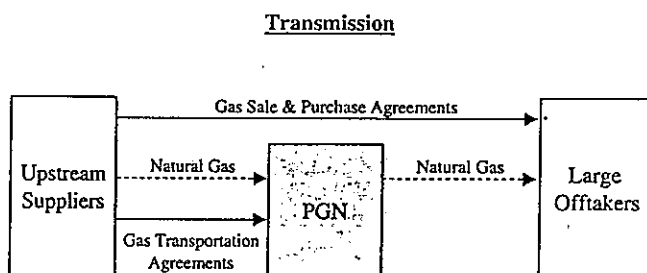 Transmission
Gas Sale & Purchase Agreements
Upstream
Suppliers
Natural Gas
PGN
Natural Gas
Large
Offtakers
Gas Transportation
Agreements